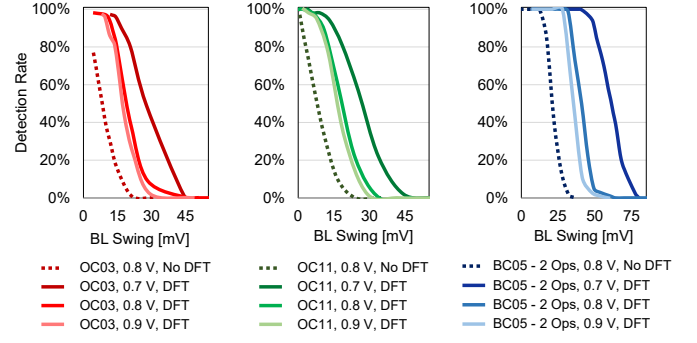 100% 100% 100%
80% 80% 80%
60% 60% 60%
40% 40% 40%
20% 20% 20%
0% 0% 0%
Detection Rate
0 15 30 45 0 15 30 45 0 25 50 75
BL Swing [mV] BL Swing [mV] BL Swing [mV]
OC03, 0.8 V, No DFT
OC03, 0.7 V, DFT
OC03, 0.8 V, DFT
OC03, 0.9 V, DFT
OC11, 0.8 V, No DFT
OC11, 0.7 V, DFT
OC11, 0.8 V, DFT
OC11, 0.9 V, DFT
BC05 - 2 Ops, 0.8 V, No DFT
BC05 - 2 Ops, 0.7 V, DFT
BC05 - 2 Ops, 0.8 V, DFT
BC05 - 2 Ops, 0.9 V, DFT